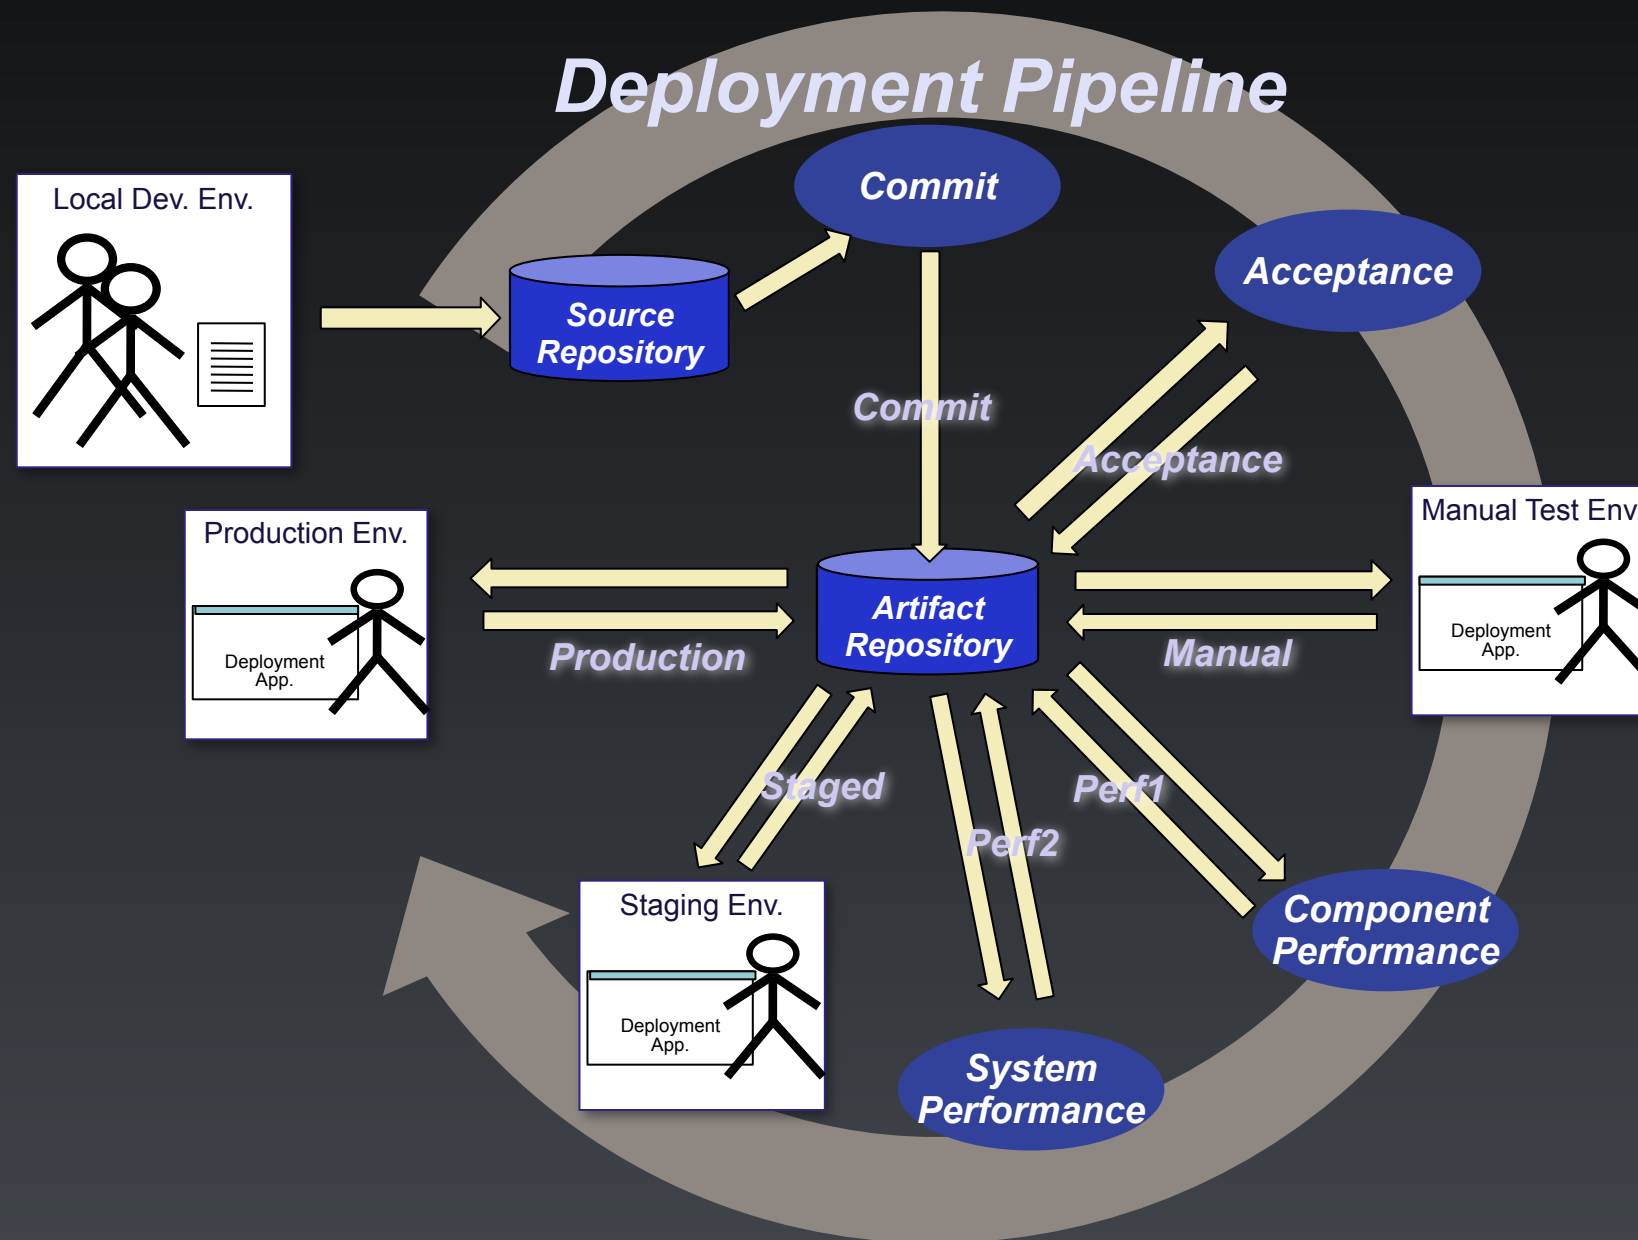 Deployment Pipeline
Local Dev. Env.
Commit
Acceptance
Source
Repository
Commit
Acceptance
Production Env.
Deployment
App.
Manual Test Env.
Deployment
App.
Artifact
Repository
Production
Manual
Staged
Perf1
Perf2
Staging Env.
Deployment
App.
Component
Performance
System
Performance